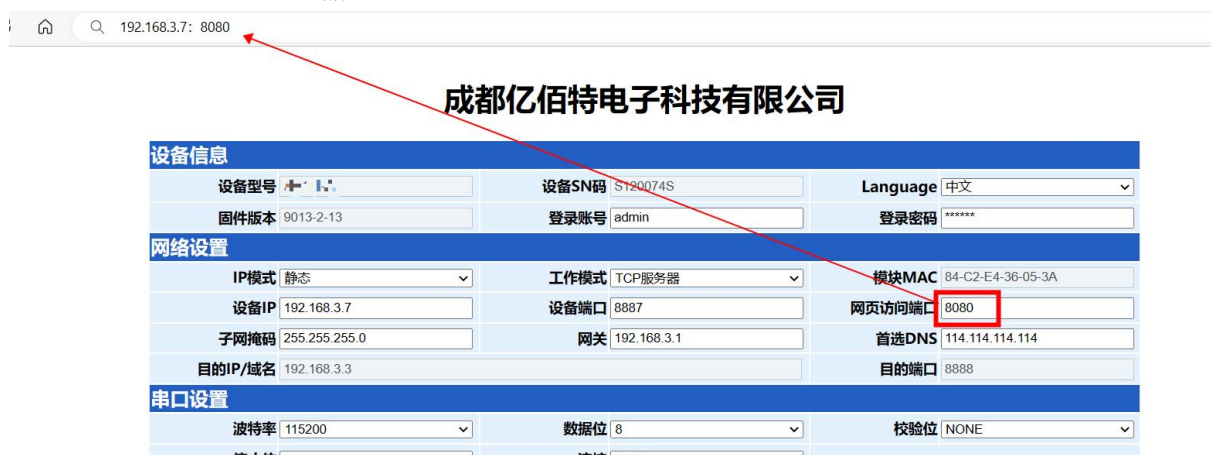 192.168.3.7：8080
成都亿佰特电子科技有限公司
设备信息
设备型号 设备SN码 S120074S Language 中文
固件版本 9013-2-13 登录账号 admin 登录密码 ******
网络设置
IP模式 静态 工作模式 TCP服务器 模块MAC 84-C2-E4-36-05-3A
设备IP 192.168.3.7 设备端口 8887 网页访问端口 8080
子网掩码 255.255.255.0 网关 192.168.3.1 首选DNS 114.114.114.114
目的IP/域名 192.168.3.3 目的端口 8888
串口设置
波特率 115200 数据位 8 校验位 NONE